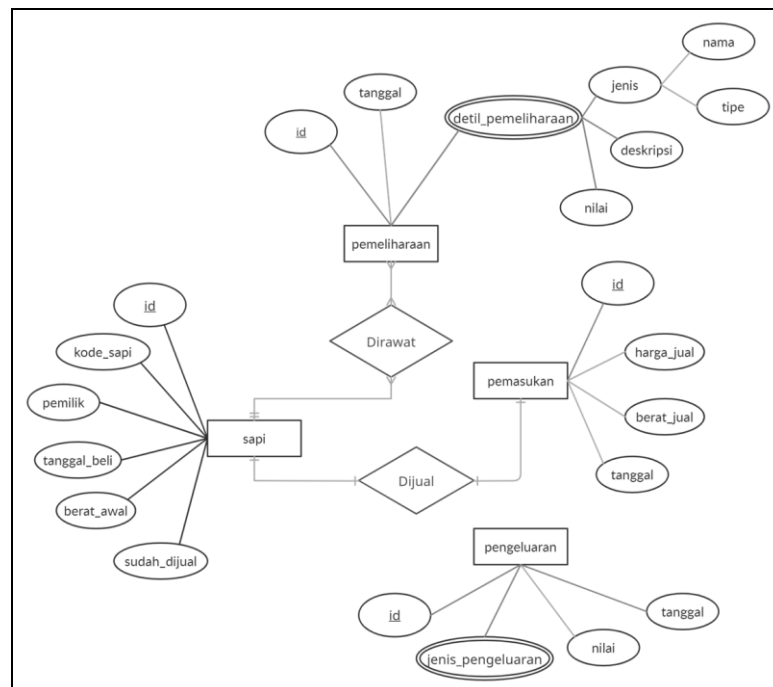 nama
tanggal
jenis
id
detil_pemeliharaan
tipe
deskripsi
nilai
pemeliharaan
id
id
kode_sapi
Dirawat
harga_jual
pemilik
pemasukan
berat_jual
sapi
tanggal_beli
Dijual
tanggal
berat_awal
sudah_dijual
pengeluaran
tanggal
id
nilai
jenis_pengeluaran